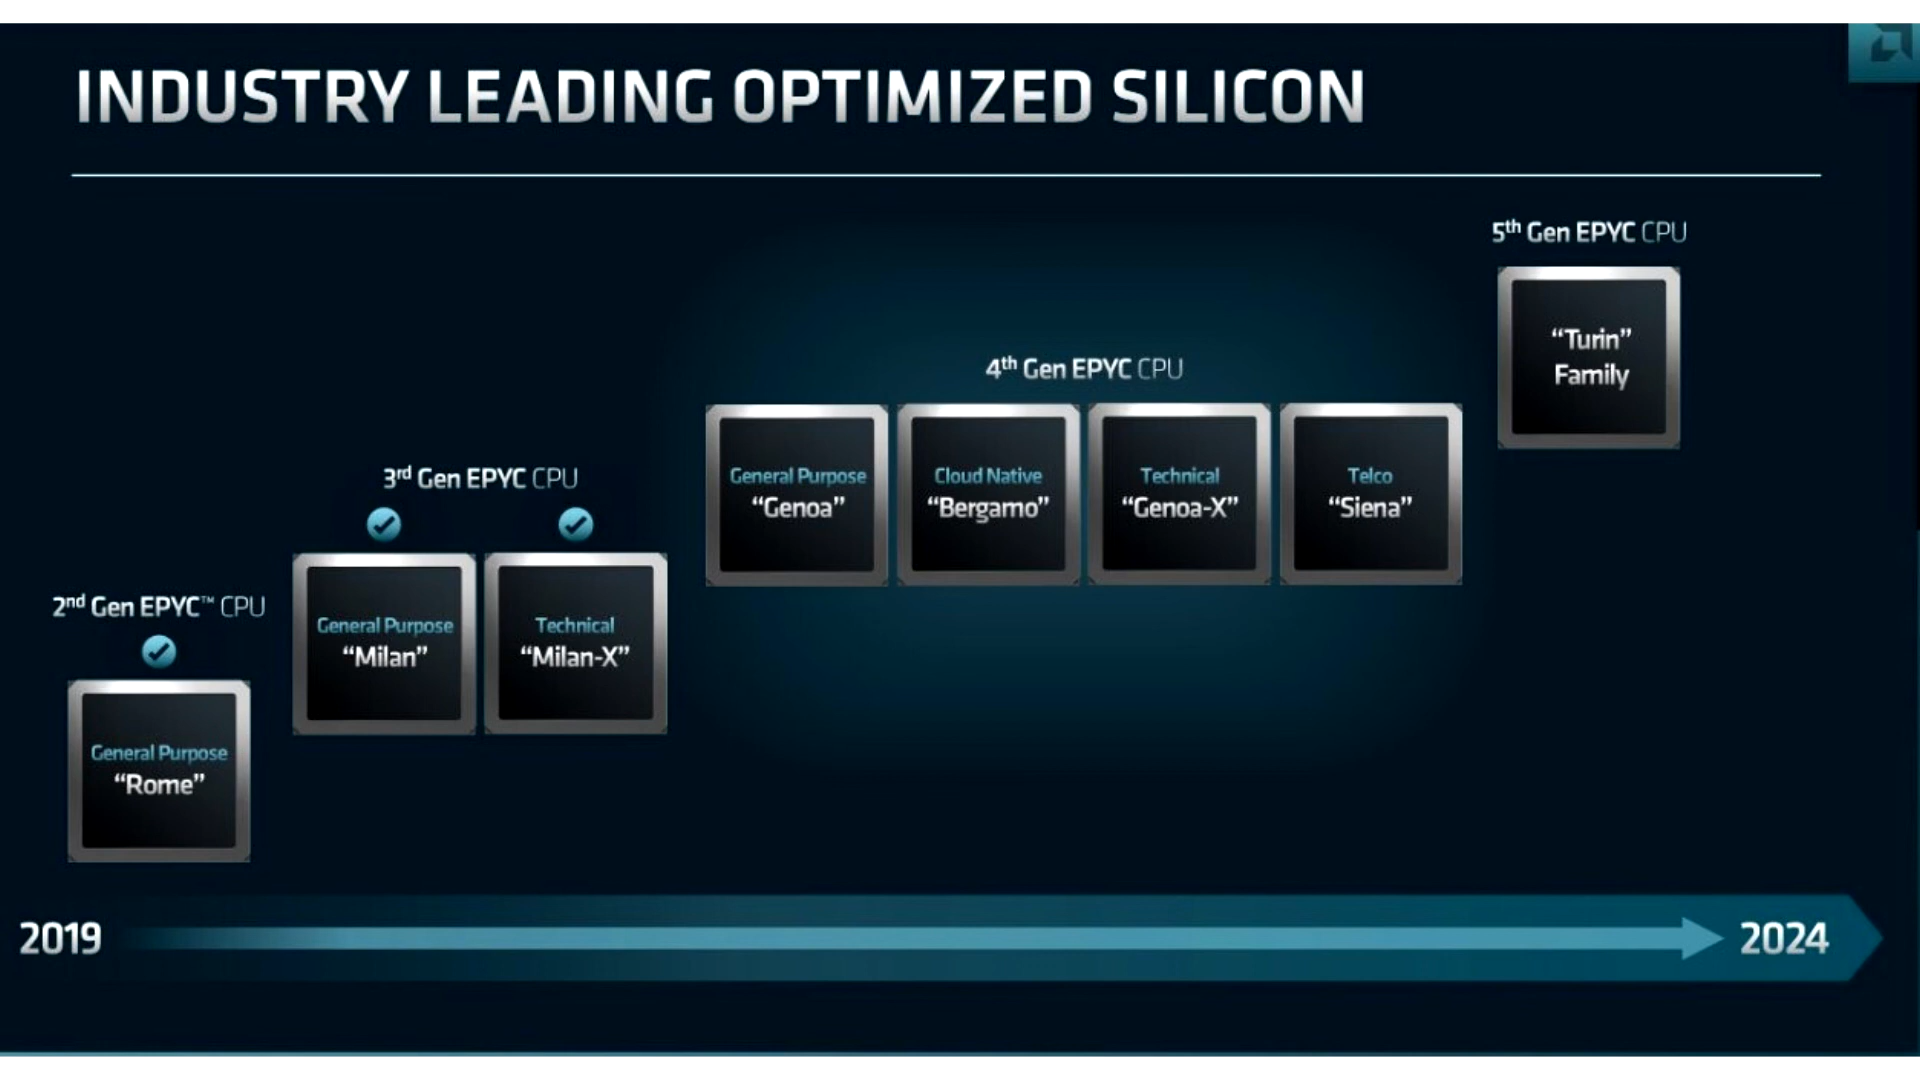 INDUSTRY LEADING OPTIMIZED SILICON
5th Gen EPYC CPU
"Turin"
Family
4th Gen EPYC CPU
General Purpose
"Genoa"
Cloud Native
"Bergamo"
Technical
"Genoa-X"
Telco
"Siena"
3rd Gen EPYC CPU
General Purpose
"Milan"
Technical
"Milan-X"
2nd Gen EPYC™ CPU
General Purpose
"Rome"
2019
2024